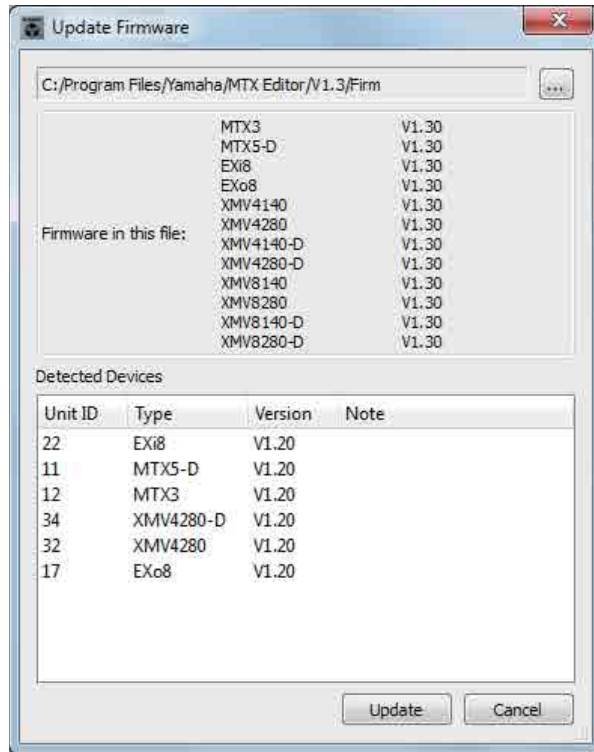 Update Firmware
C:/Program Files/Yamaha/MTX Editor/V1.3/Firm ...
Firmware in this file:
MTX3 V1.30
MTX5-D V1.30
EXi8 V1.30
EXo8 V1.30
XMV4140 V1.30
XMV4280 V1.30
XMV4140-D V1.30
XMV4280-D V1.30
XMV8140 V1.30
XMV8280 V1.30
XMV8140-D V1.30
XMV8280-D V1.30
Detected Devices
Unit ID Type Version Note
22 EXi8 V1.20
11 MTX5-D V1.20
12 MTX3 V1.20
34 XMV4280-D V1.20
32 XMV4280 V1.20
17 EXo8 V1.20
Update Cancel